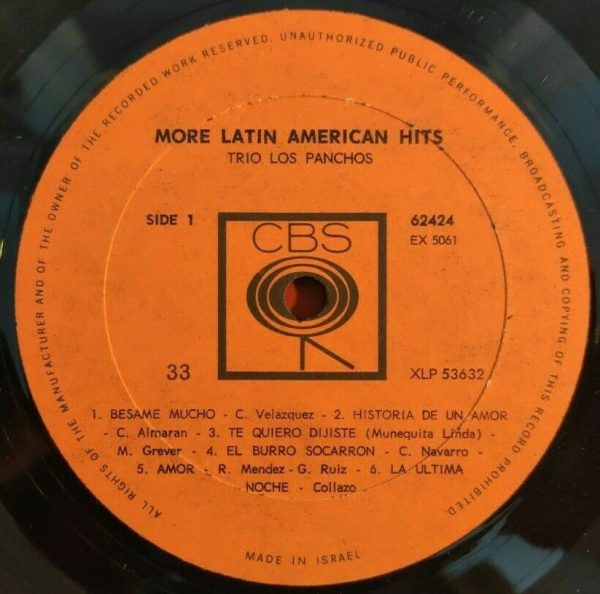 ALL RIGHTS OF THE MANUFACTURER AND OF THE OWNER OF THE RECORDED WORK RESERVED. UNAUTHORIZED PUBLIC PERFORMANCE, BROADCASTING AND COPYING OF THIS RECORD PROHIBITED.
MORE LATIN AMERICAN HITS
TRIO LOS PANCHOS
SIDE 1
62424
EX 5061
CBS
33
XLP 53632
1. BESAME MUCHO - C. Velazquez - 2. HISTORIA DE UN AMOR
- C. Almaran - 3. TE QUIERO DIJISTE (Munequita Linda) -
M. Grever - 4. EL BURRO SOCARRON - C. Navarro -
5. AMOR - R. Mendez - G. Ruiz - 6. LA ULTIMA
NOCHE - Collazo
MADE IN ISRAEL